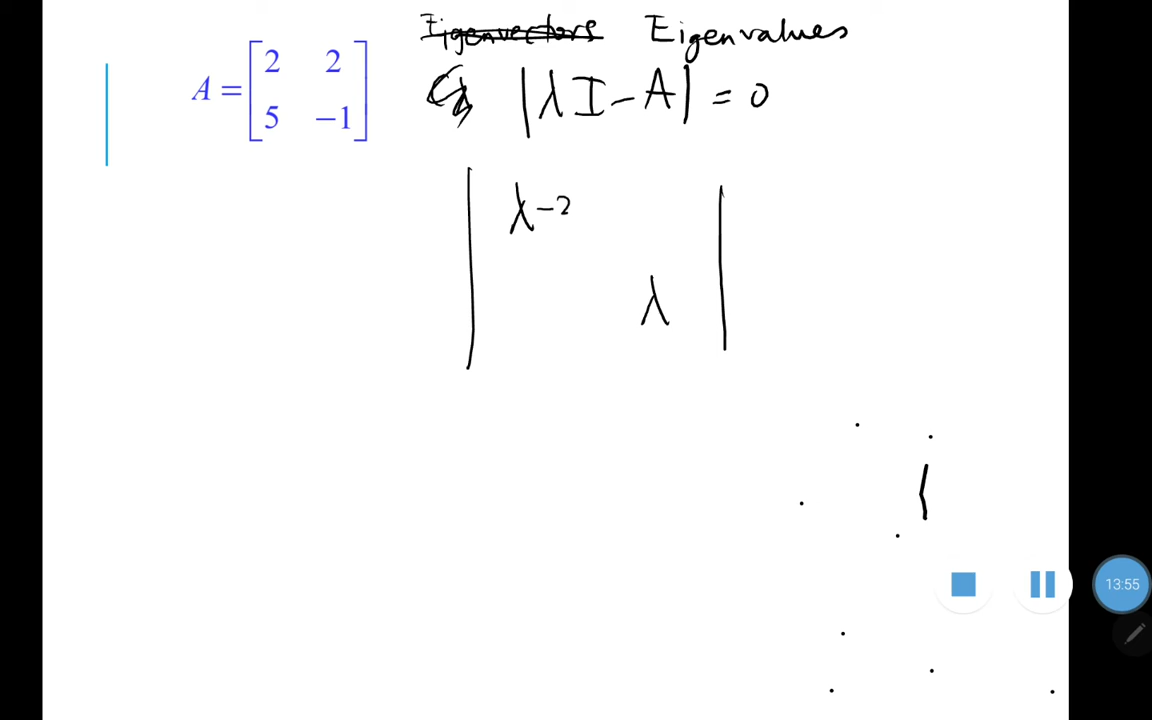 Eigenvectors Eigenvalues
A = [2 2
5 −1]
|λI − A| = 0
λ−2
λ
13:55